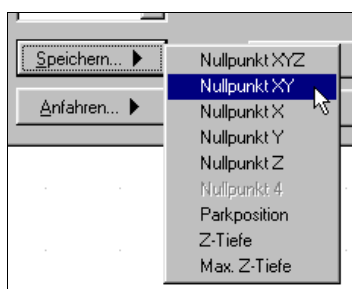 Speichern...
Anfahren...
Nullpunkt XYZ
Nullpunkt XY
Nullpunkt X
Nullpunkt Y
Nullpunkt Z
Nullpunkt 4
Parkposition
Z-Tiefe
Max. Z-Tiefe